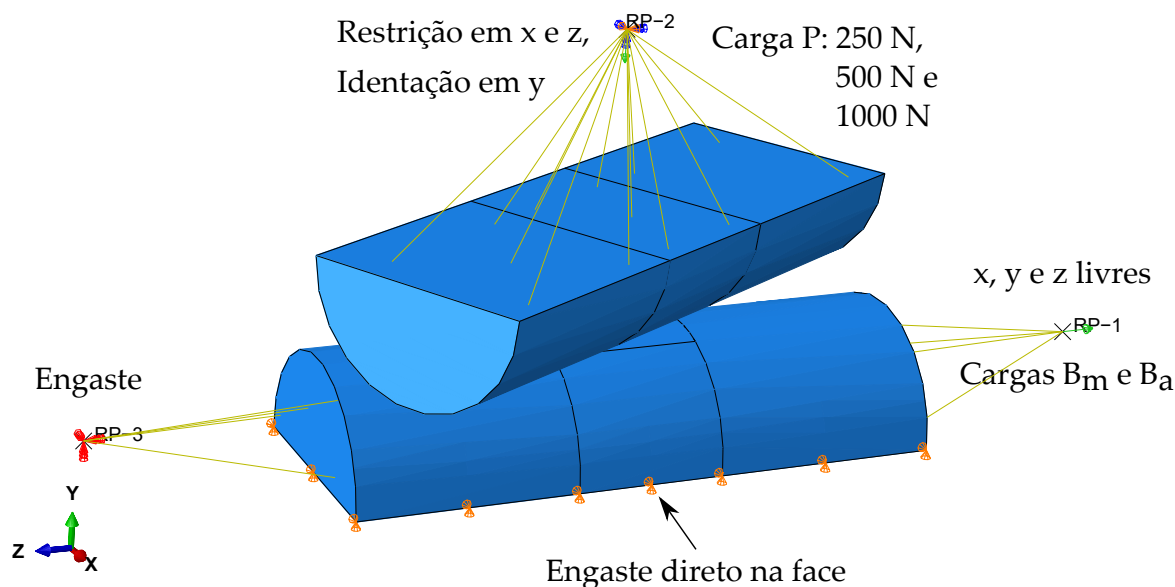 Restrição em x e z,
Identação em y
RP-2
Carga P: 250 N,
500 N e
1000 N
x, y e z livres
RP-1
Cargas Bm e Ba
Engaste
RP-3
Y
Z
X
Engaste direto na face